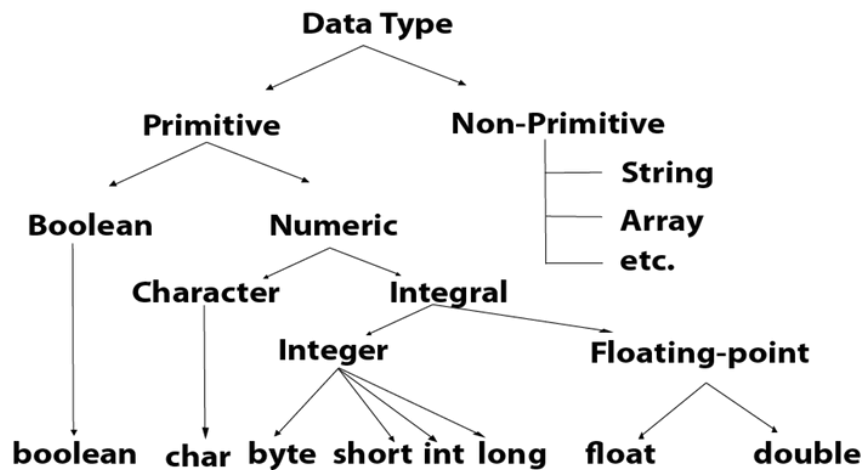 Data Type
Primitive
Non-Primitive
String
Array
etc.
Boolean
Numeric
Character
Integral
Integer
Floating-point
boolean
char
byte
short
int
long
float
double